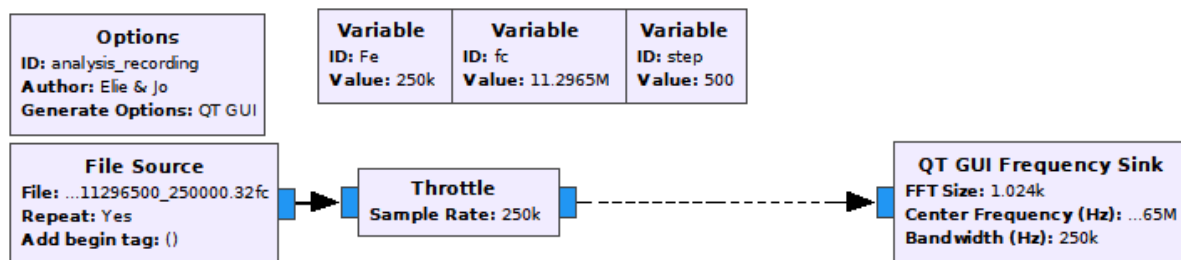 Options
ID: analysis_recording
Author: Elie & Jo
Generate Options: QT GUI
Variable
ID: Fe
Value: 250k
Variable
ID: fc
Value: 11.2965M
Variable
ID: step
Value: 500
File Source
File: ...11296500_250000.32fc
Repeat: Yes
Add begin tag: ()
Throttle
Sample Rate: 250k
QT GUI Frequency Sink
FFT Size: 1.024k
Center Frequency (Hz): ...65M
Bandwidth (Hz): 250k